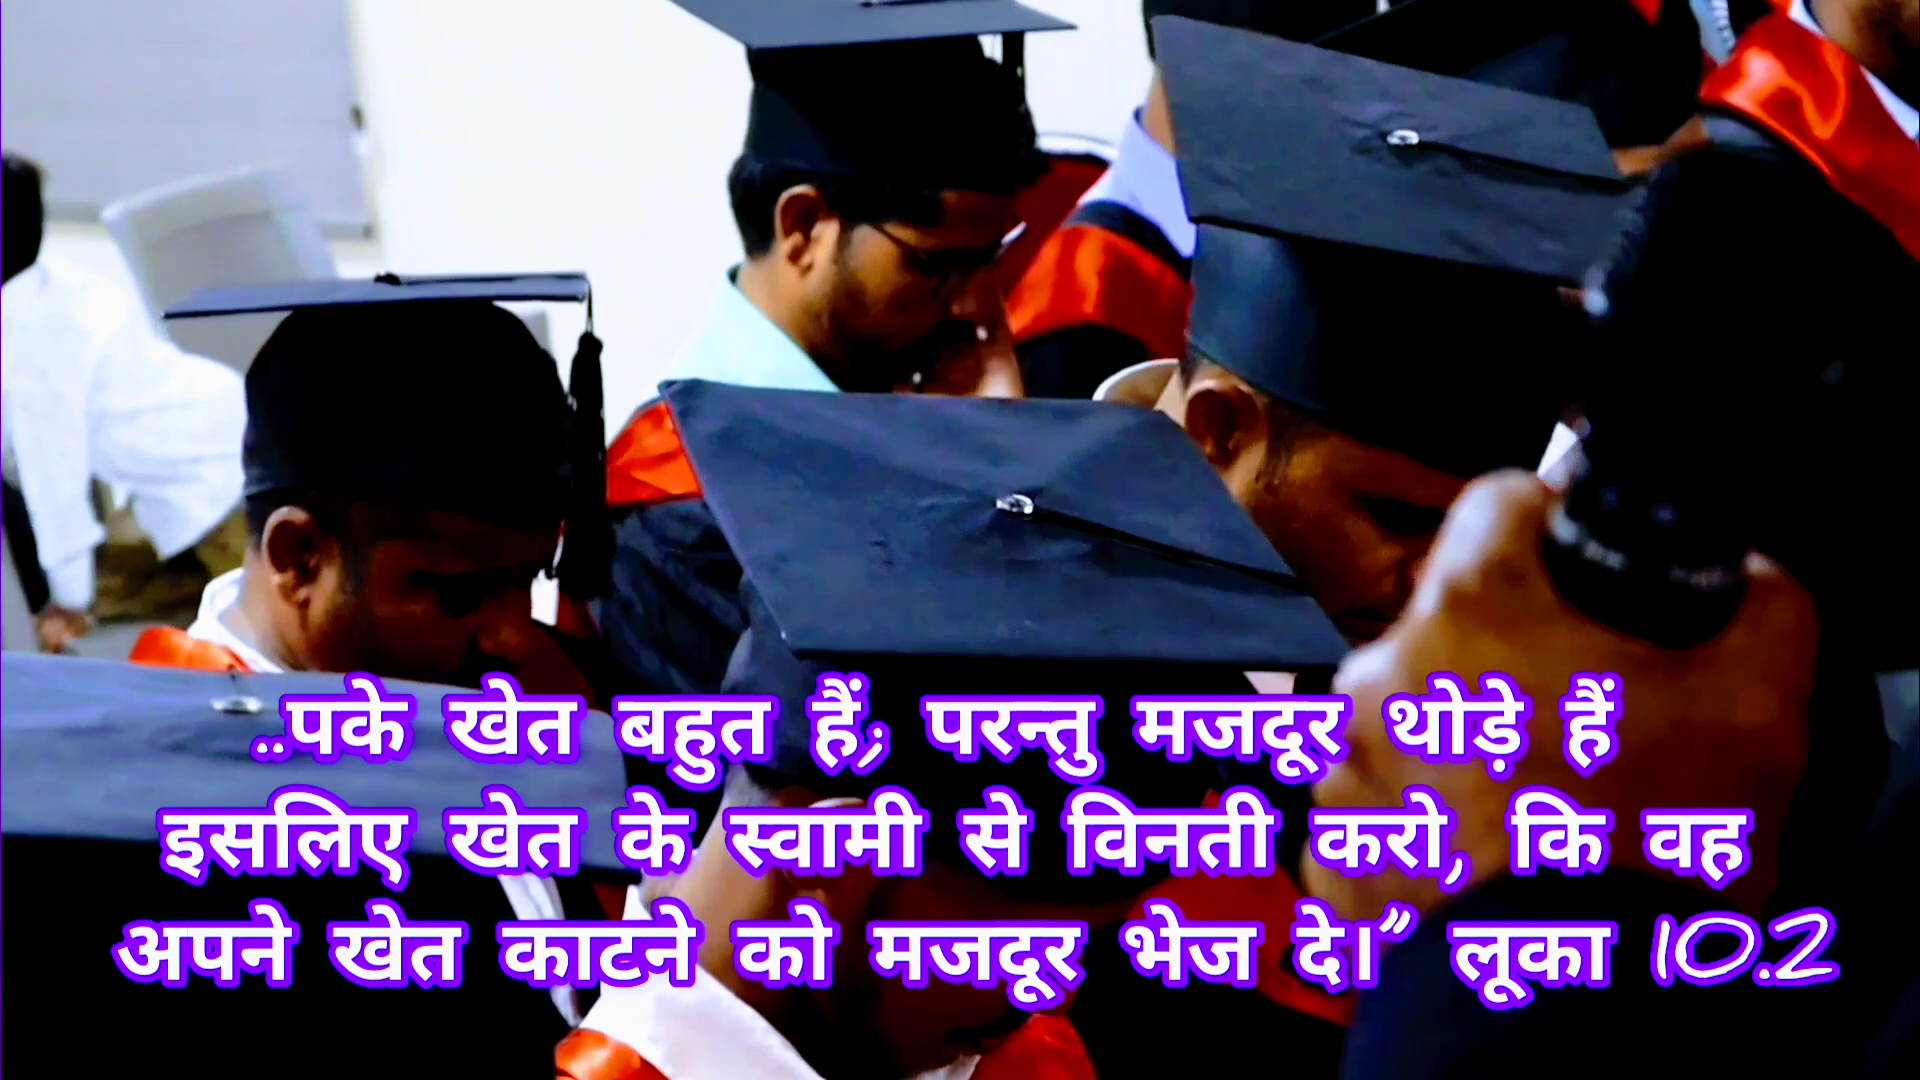 ..पके खेत बहुत हैं; परन्तु मजदूर थोड़े हैं
इसलिए खेत के स्वामी से विनती करो, कि वह
अपने खेत काटने को मजदूर भेज दे।” लूका 10.2